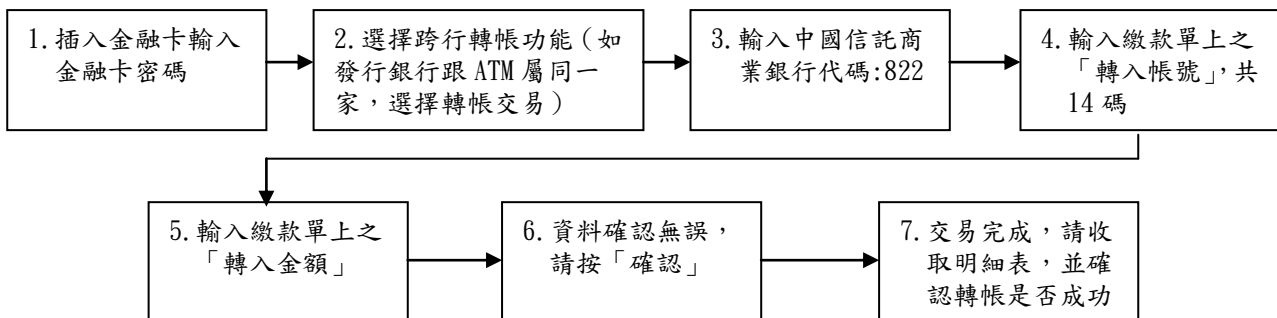 1.插入金融卡輸入
金融卡密碼
2.選擇跨行轉帳功能（如
發行銀行跟 ATM 屬同一
家，選擇轉帳交易）
3.輸入中國信託商
業銀行代碼:822
4.輸入繳款單上之
「轉入帳號」，共
14 碼
5.輸入繳款單上之
「轉入金額」
6.資料確認無誤，
請按「確認」
7.交易完成，請收
取明細表，並確
認轉帳是否成功